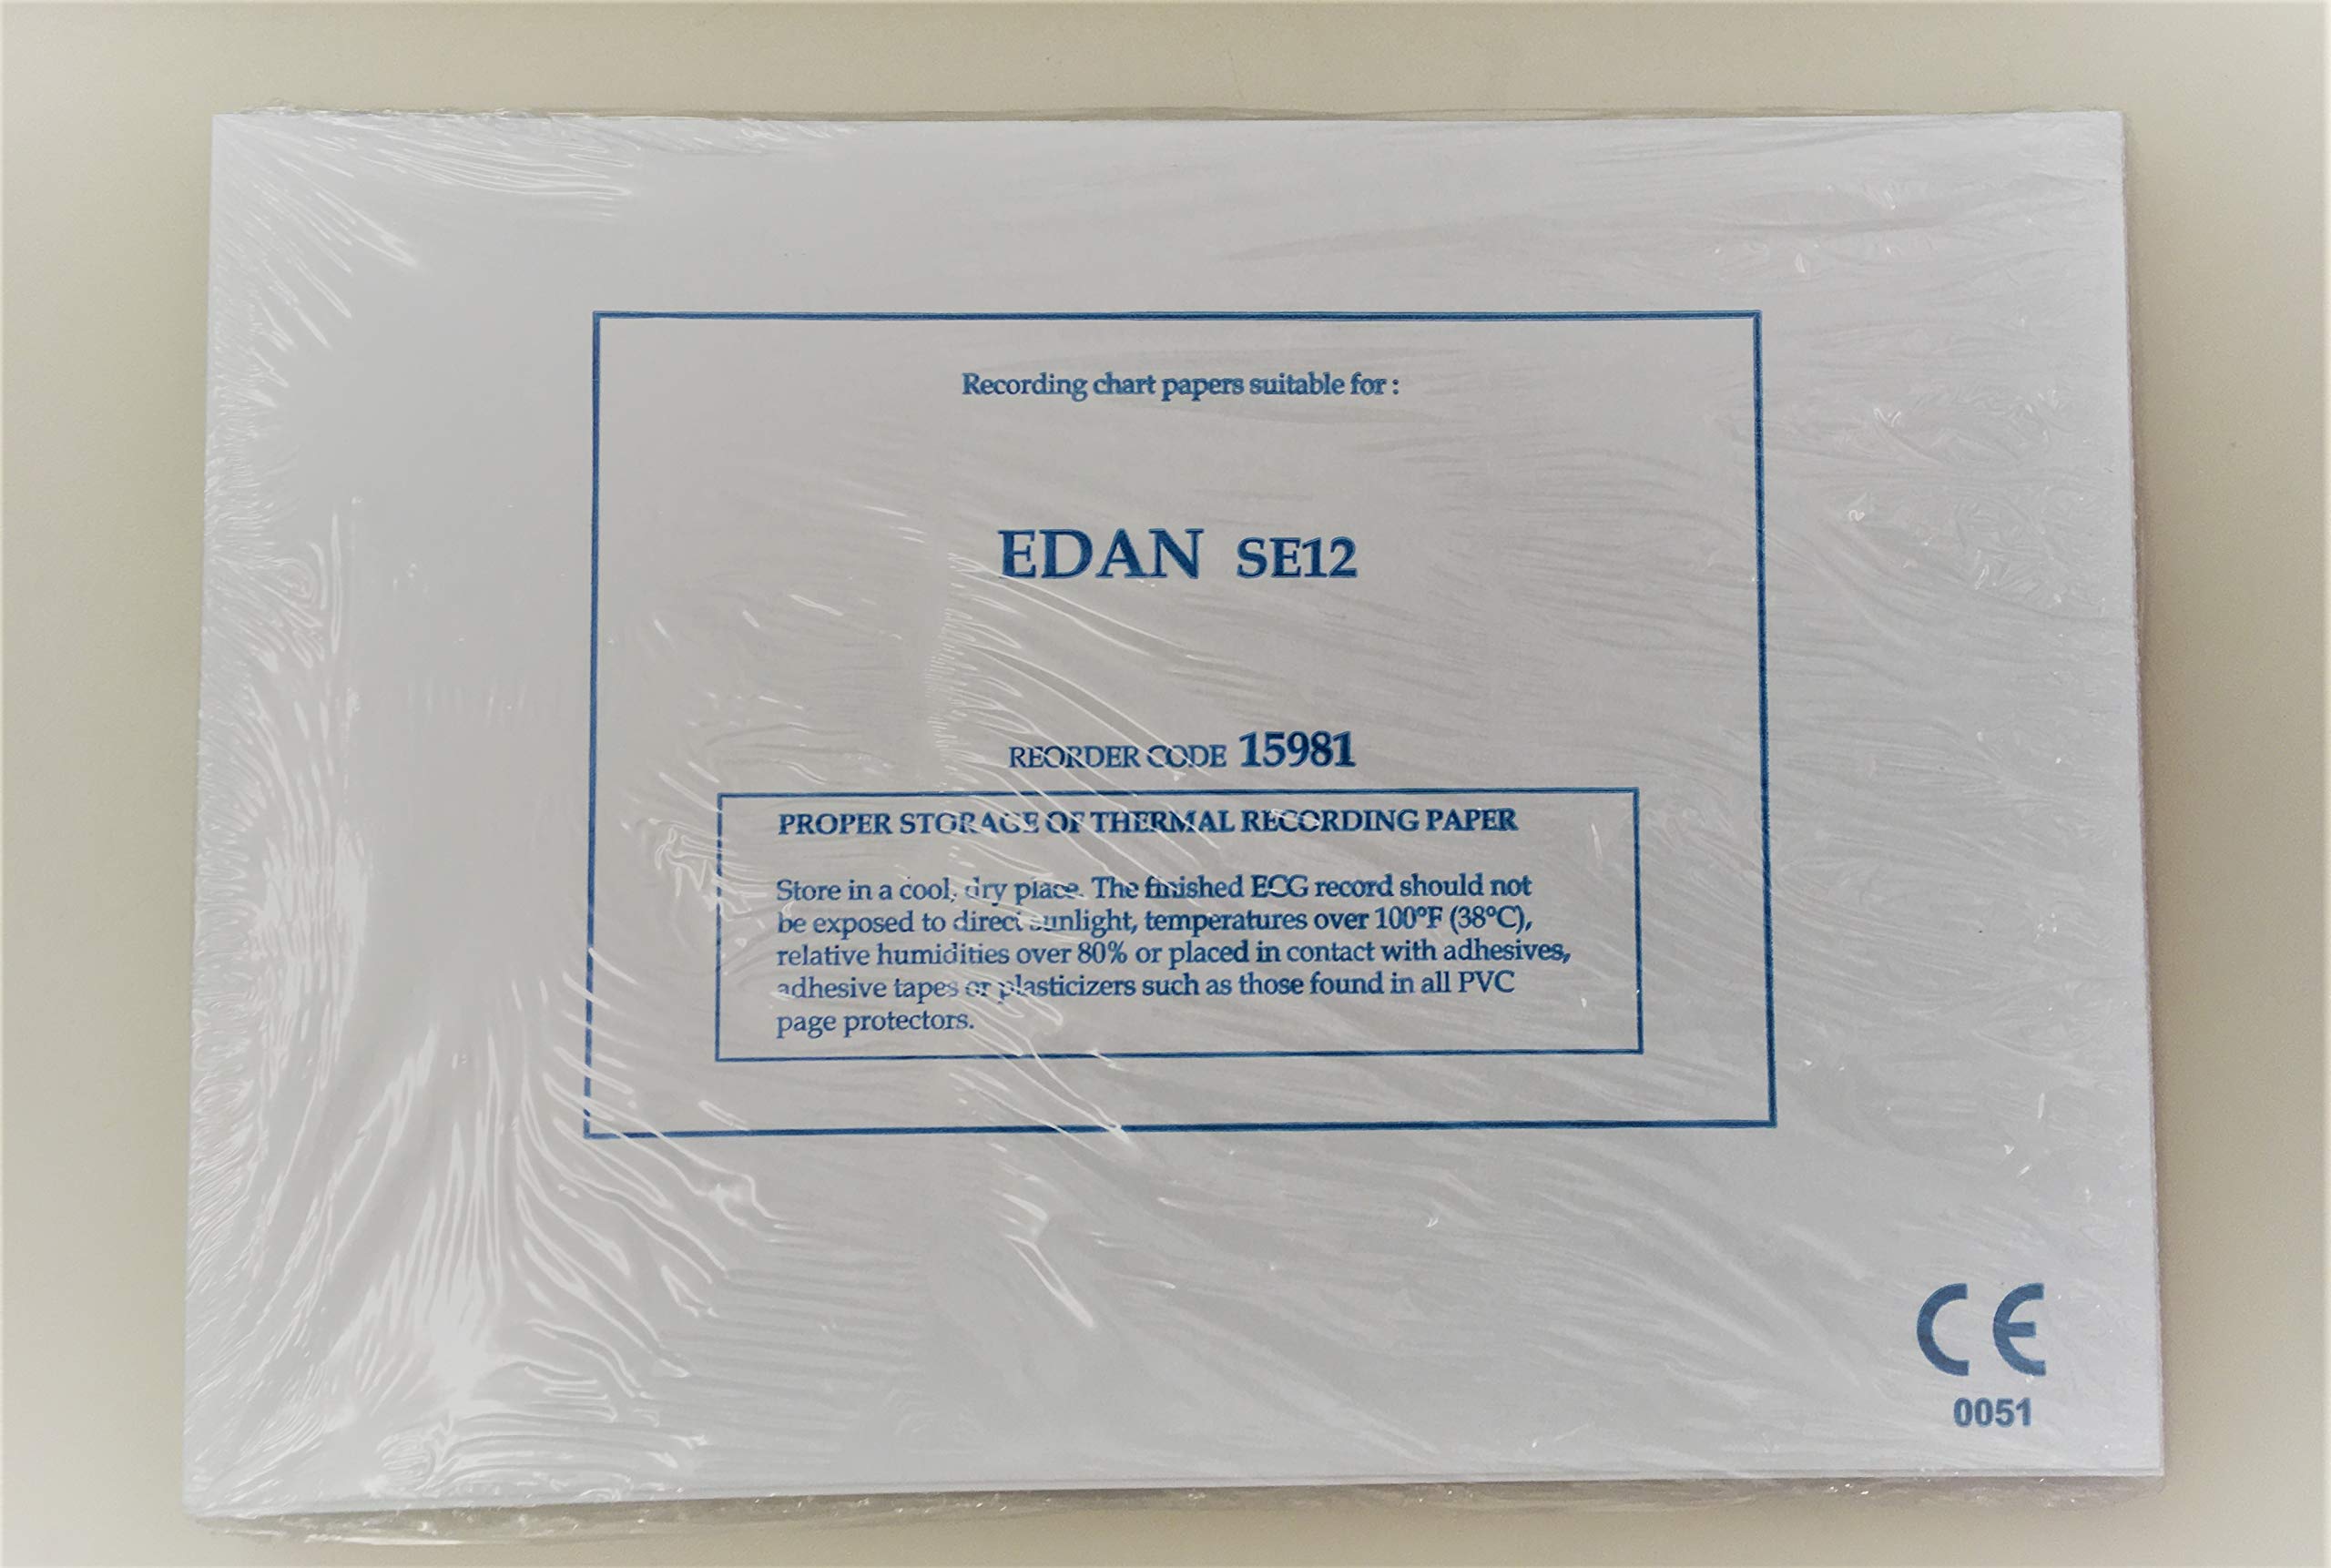 Recording chart papers suitable for :
EDAN SE12
REORDER CODE 15981
PROPER STORAGE OF THERMAL RECORDING PAPER
Store in a cool, dry place. The finished ECG record should not
be exposed to direct sunlight, temperatures over 100°F (38°C),
relative humidities over 80% or placed in contact with adhesives,
adhesive tapes or plasticizers such as those found in all PVC
page protectors.
CE
0051